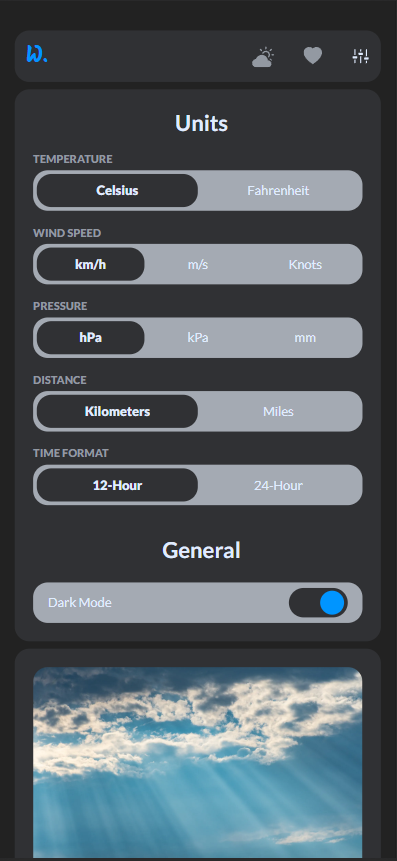 W.
Units
TEMPERATURE
Celsius Fahrenheit
WIND SPEED
km/h m/s Knots
PRESSURE
hPa kPa mm
DISTANCE
Kilometers Miles
TIME FORMAT
12-Hour 24-Hour
General
Dark Mode